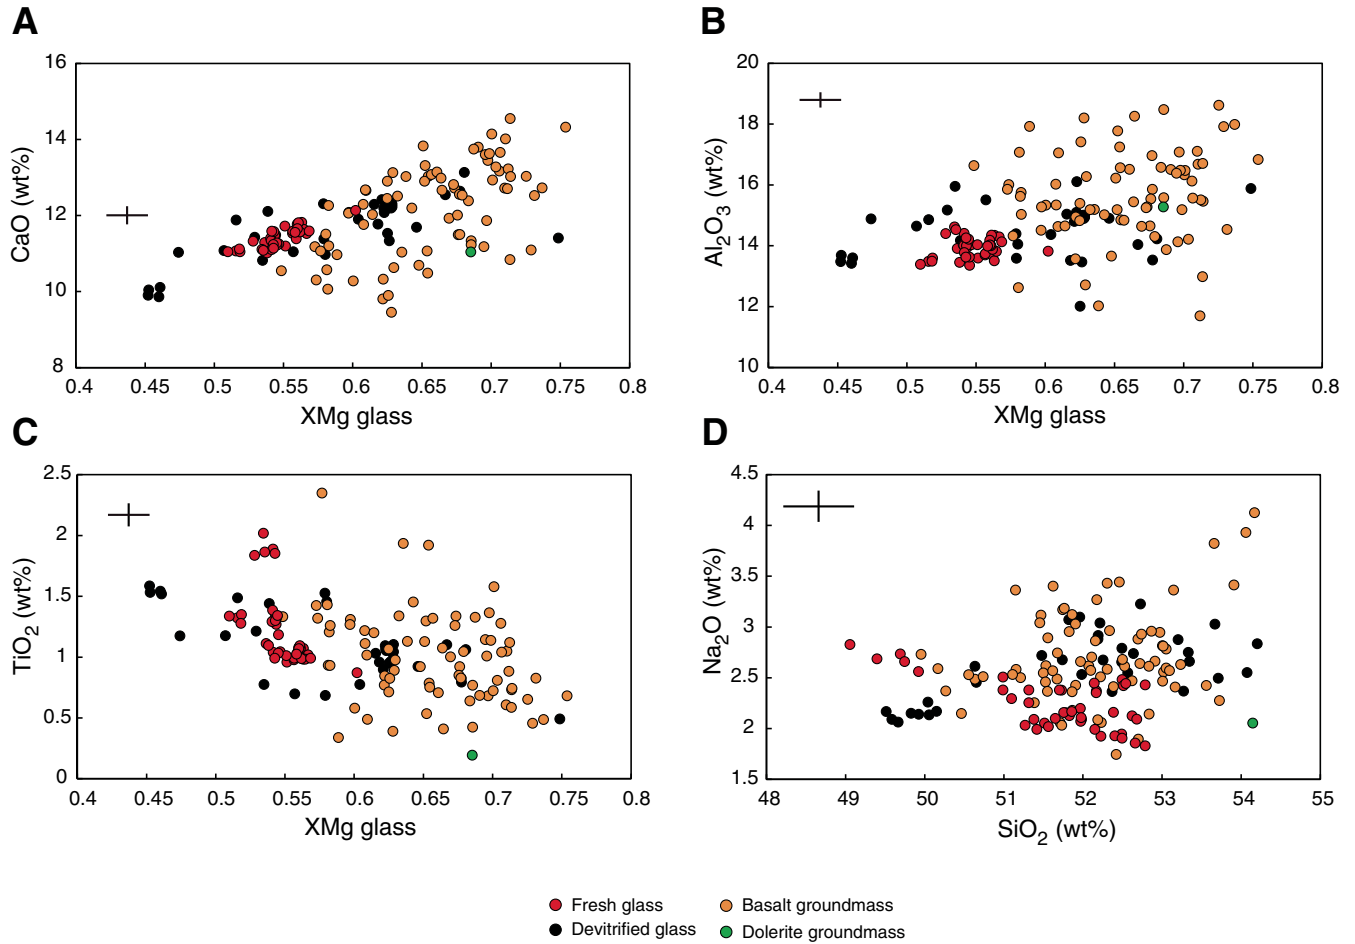 A
16
14
12
10
8
CaO (wt%)
0.4 0.45 0.5 0.55 0.6 0.65 0.7 0.75 0.8
XMg glass
B
20
18
16
14
12
10
Al2O3 (wt%)
0.4 0.45 0.5 0.55 0.6 0.65 0.7 0.75 0.8
XMg glass
C
2.5
2
1.5
1
0.5
0
TiO2 (wt%)
0.4 0.45 0.5 0.55 0.6 0.65 0.7 0.75 0.8
XMg glass
D
4.5
4
3.5
3
2.5
2
1.5
Na2O (wt%)
48 49 50 51 52 53 54 55
SiO2 (wt%)
Fresh glass
Devitrified glass
Basalt groundmass
Dolerite groundmass